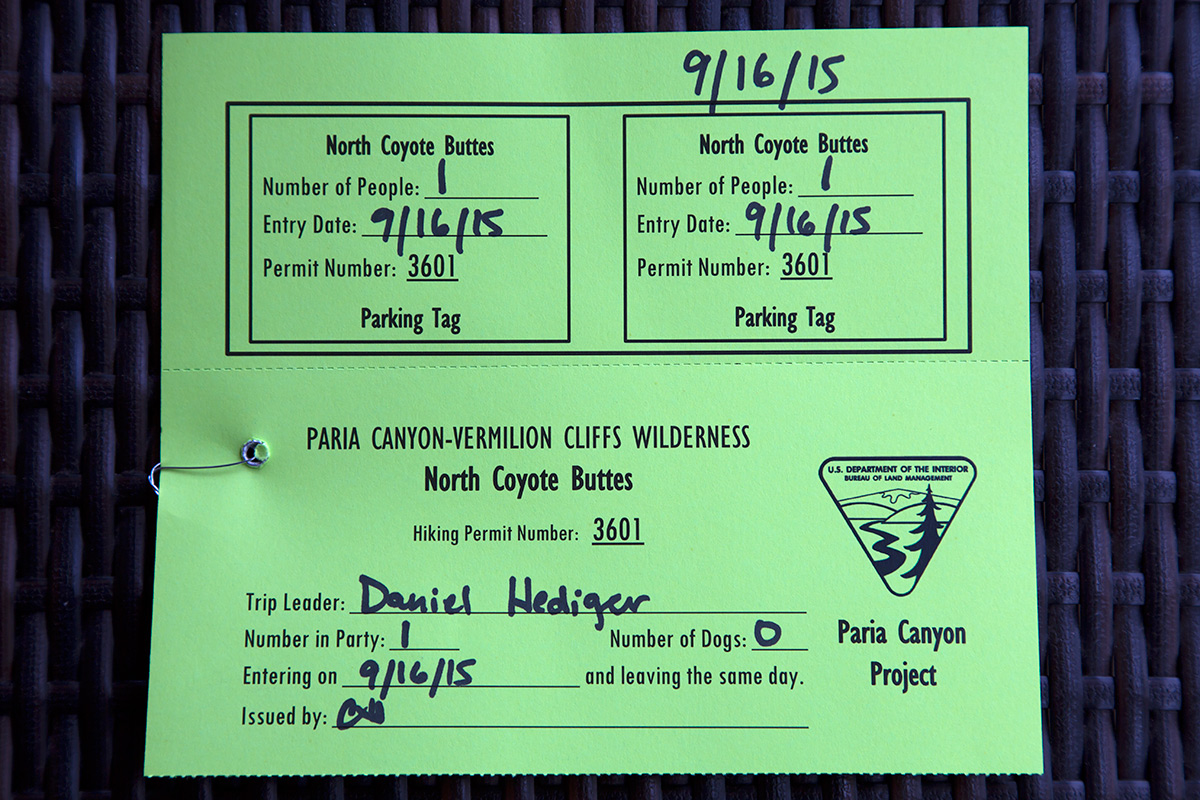 9/16/15
North Coyote Buttes
Number of People: 1
Entry Date: 9/16/15
Permit Number: 3601
Parking Tag
North Coyote Buttes
Number of People: 1
Entry Date: 9/16/15
Permit Number: 3601
Parking Tag
PARIA CANYON-VERMILION CLIFFS WILDERNESS
North Coyote Buttes
Hiking Permit Number: 3601
U.S. DEPARTMENT OF THE INTERIOR
BUREAU OF LAND MANAGEMENT
Paria Canyon
Project
Trip Leader: Daniel Hediger
Number in Party: 1 Number of Dogs: 0
Entering on 9/16/15 and leaving the same day.
Issued by: